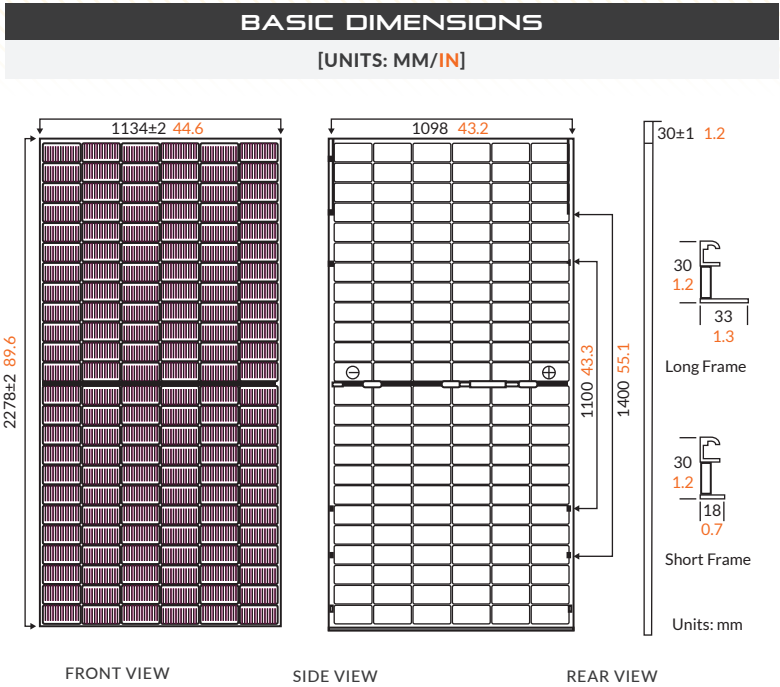 BASIC DIMENSIONS
[UNITS: MM/IN]
1134±2 44.6
1098 43.2
30±1 1.2
2278±2 89.6
1100 43.3
1400 55.1
30
1.2
33
1.3
Long Frame
30
1.2
18
0.7
Short Frame
Units: mm
FRONT VIEW
SIDE VIEW
REAR VIEW